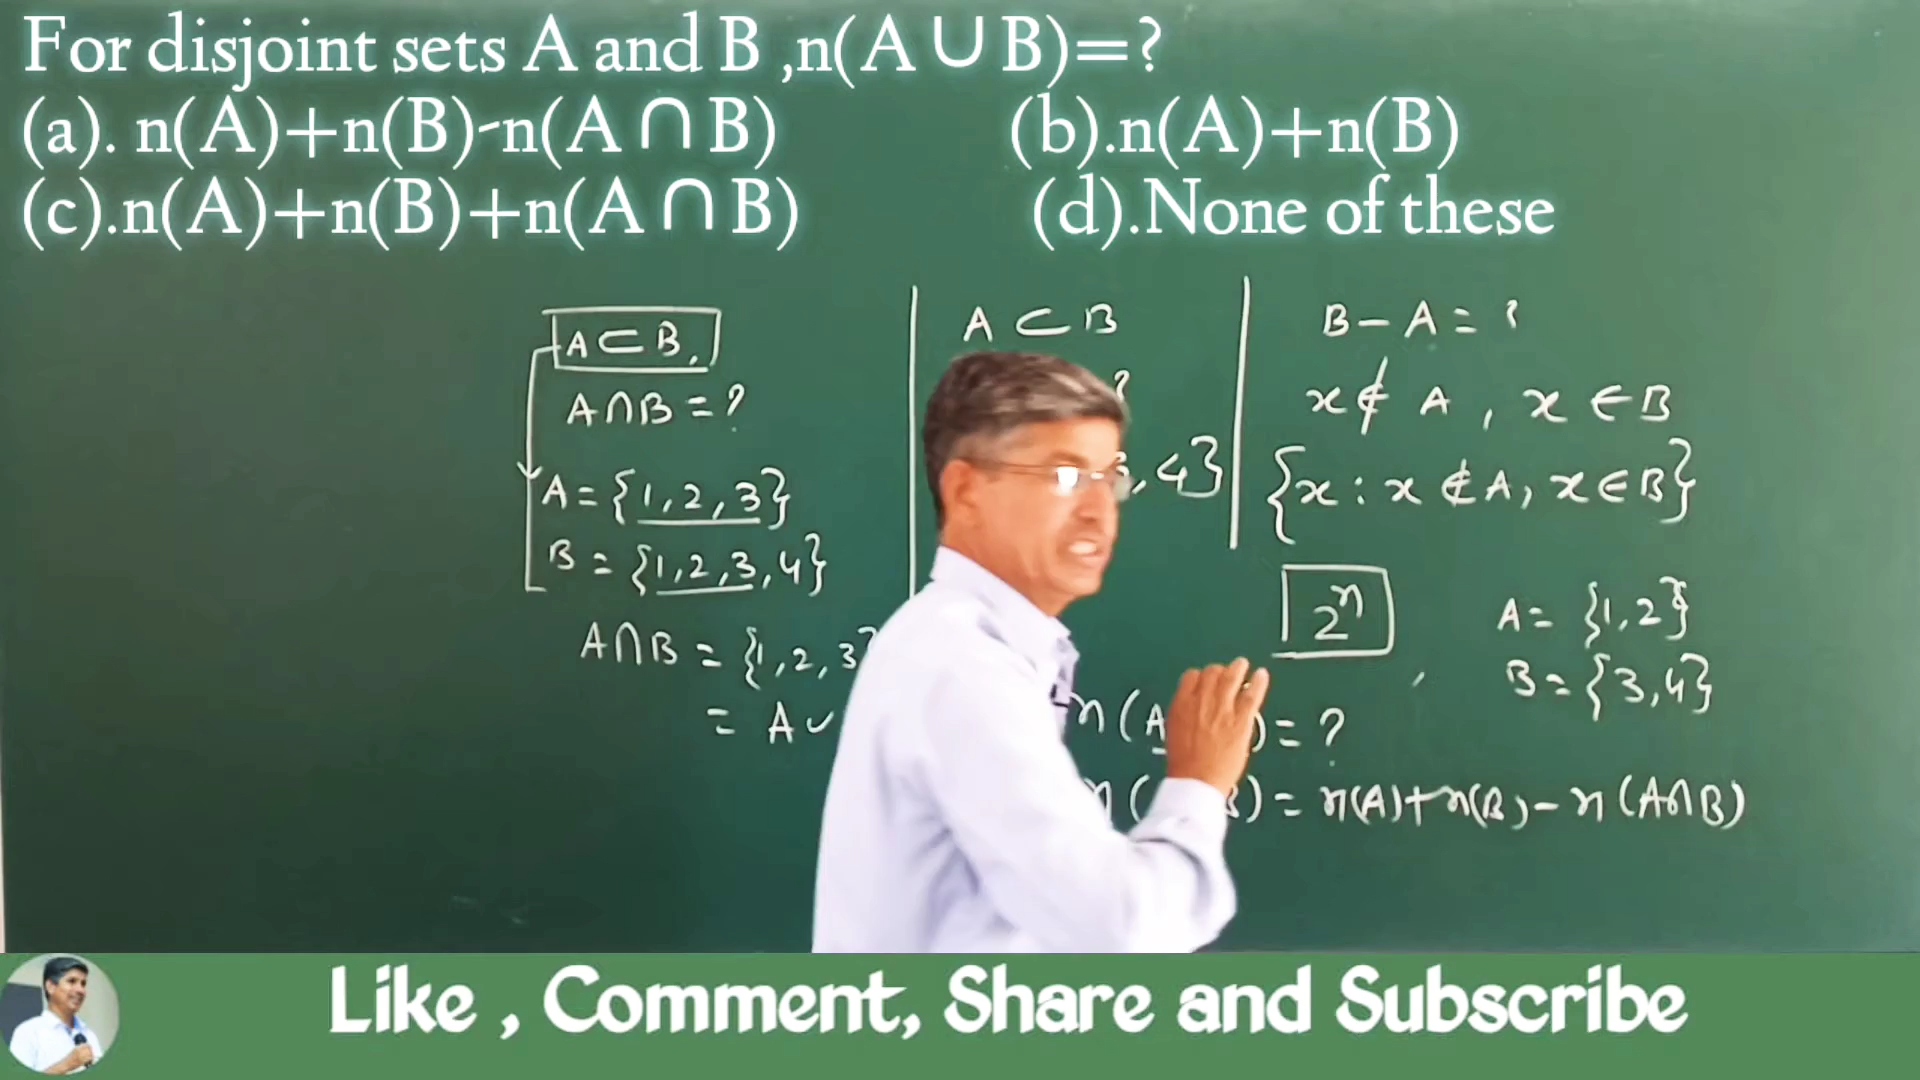 For disjoint sets A and B ,n(A ∪ B)=?
(a). n(A)+n(B)-n(A ∩ B) (b).n(A)+n(B)
(c).n(A)+n(B)+n(A ∩ B) (d).None of these
A⊂B,
A∩B = ?
A = {1, 2, 3}
B = {1,2,3,4}
A∩B = {1, 2, 3
= A
A ⊂ B
?
, 4}
B - A = ?
x ∉ A , x ∈ B
{x : x ∉ A, x ∈ B}
2ⁿ
A = {1,2}
B = {3,4}
n(A )= ?
n( B) = n(A)+n(B) - n(A∩B)
Like , Comment, Share and Subscribe